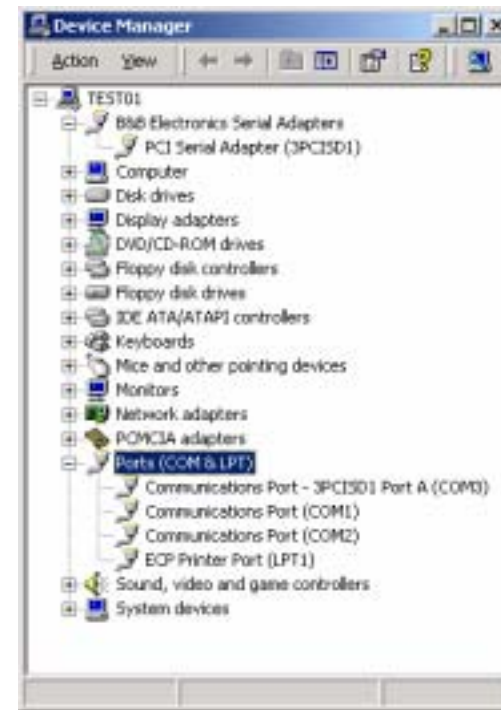 Device Manager
Action View
TEST01
B&B Electronics Serial Adapters
PCI Serial Adapter (3PCISD1)
Computer
Disk drives
Display adapters
DVD/CD-ROM drives
Floppy disk controllers
Floppy disk drives
IDE ATA/ATAPI controllers
Keyboards
Mice and other pointing devices
Monitors
Network adapters
PCMCIA adapters
Ports (COM & LPT)
Communications Port - 3PCISD1 Port A (COM3)
Communications Port (COM1)
Communications Port (COM2)
ECP Printer Port (LPT1)
Sound, video and game controllers
System devices